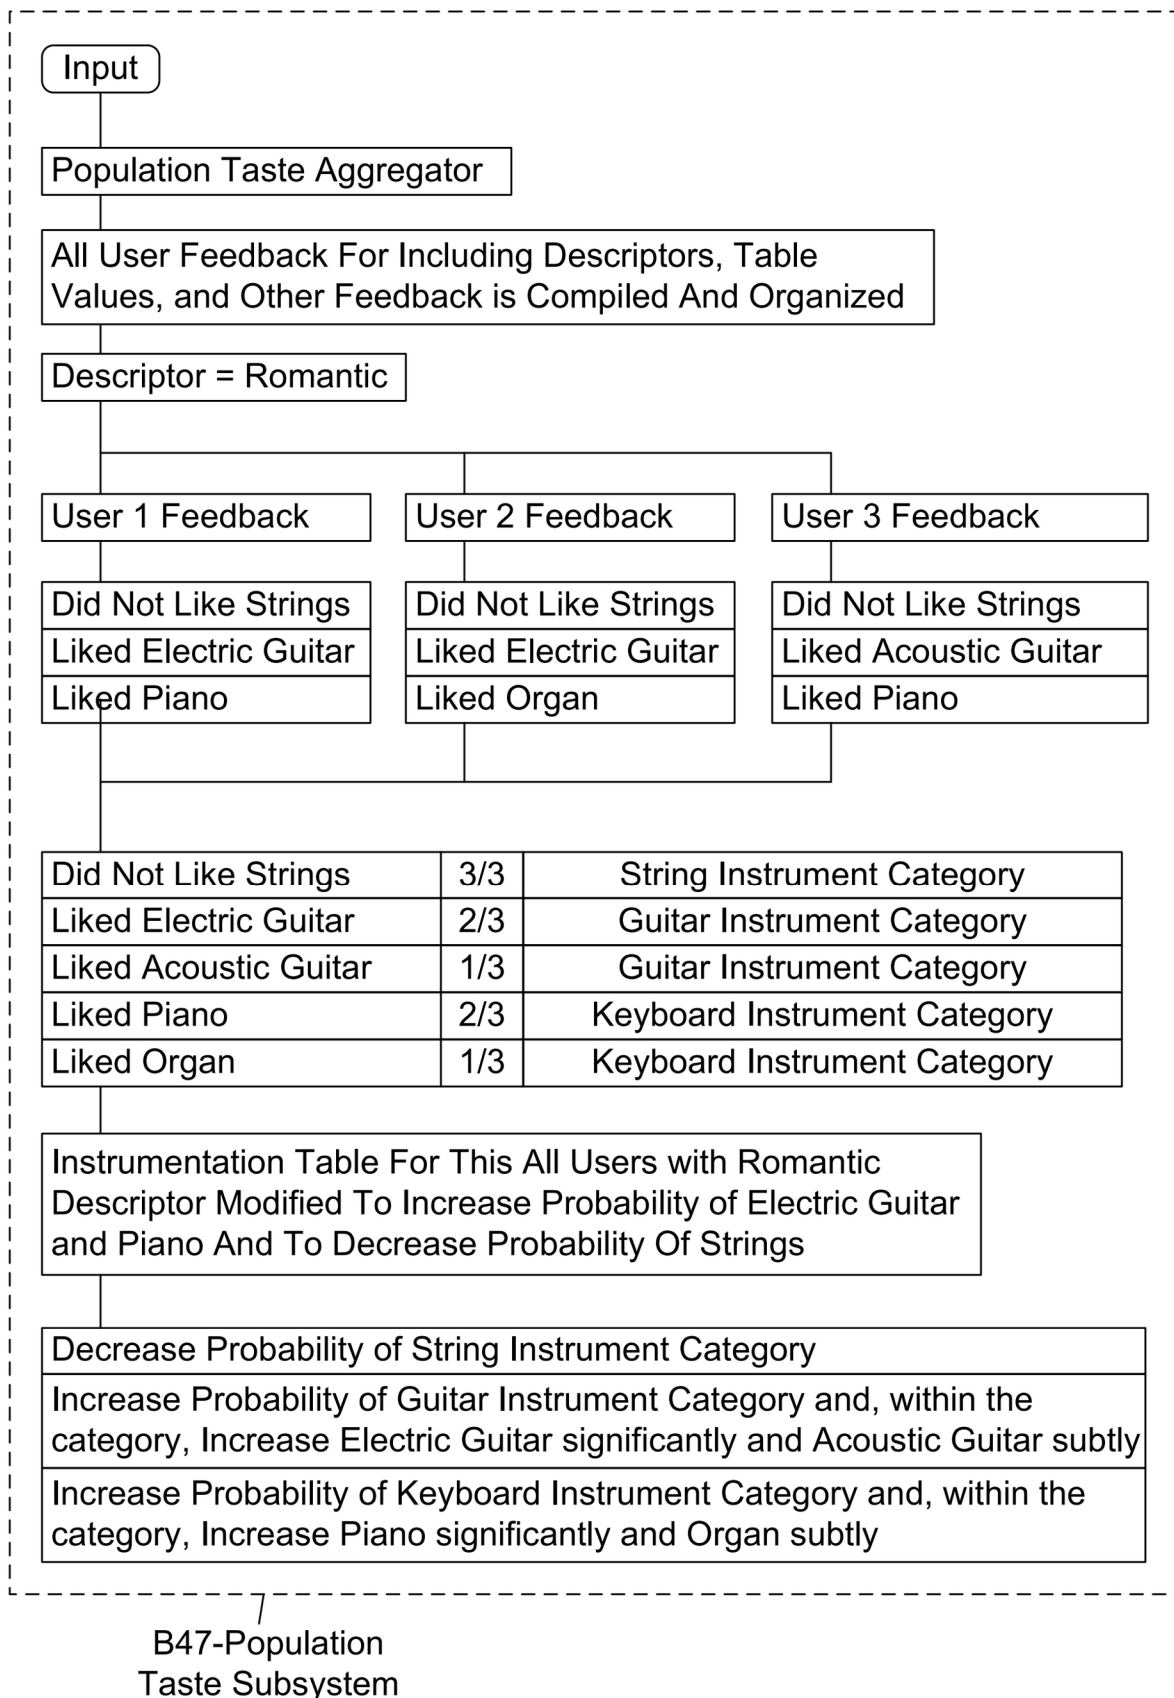 Input
Population Taste Aggregator
All User Feedback For Including Descriptors, Table
Values, and Other Feedback is Compiled And Organized
Descriptor = Romantic
User 1 Feedback
User 2 Feedback
User 3 Feedback
Did Not Like Strings
Liked Electric Guitar
Liked Piano
Did Not Like Strings
Liked Electric Guitar
Liked Organ
Did Not Like Strings
Liked Acoustic Guitar
Liked Piano
Did Not Like Strings 3/3 String Instrument Category
Liked Electric Guitar 2/3 Guitar Instrument Category
Liked Acoustic Guitar 1/3 Guitar Instrument Category
Liked Piano 2/3 Keyboard Instrument Category
Liked Organ 1/3 Keyboard Instrument Category
Instrumentation Table For This All Users with Romantic
Descriptor Modified To Increase Probability of Electric Guitar
and Piano And To Decrease Probability Of Strings
Decrease Probability of String Instrument Category
Increase Probability of Guitar Instrument Category and, within the
category, Increase Electric Guitar significantly and Acoustic Guitar subtly
Increase Probability of Keyboard Instrument Category and, within the
category, Increase Piano significantly and Organ subtly
B47-Population
Taste Subsystem